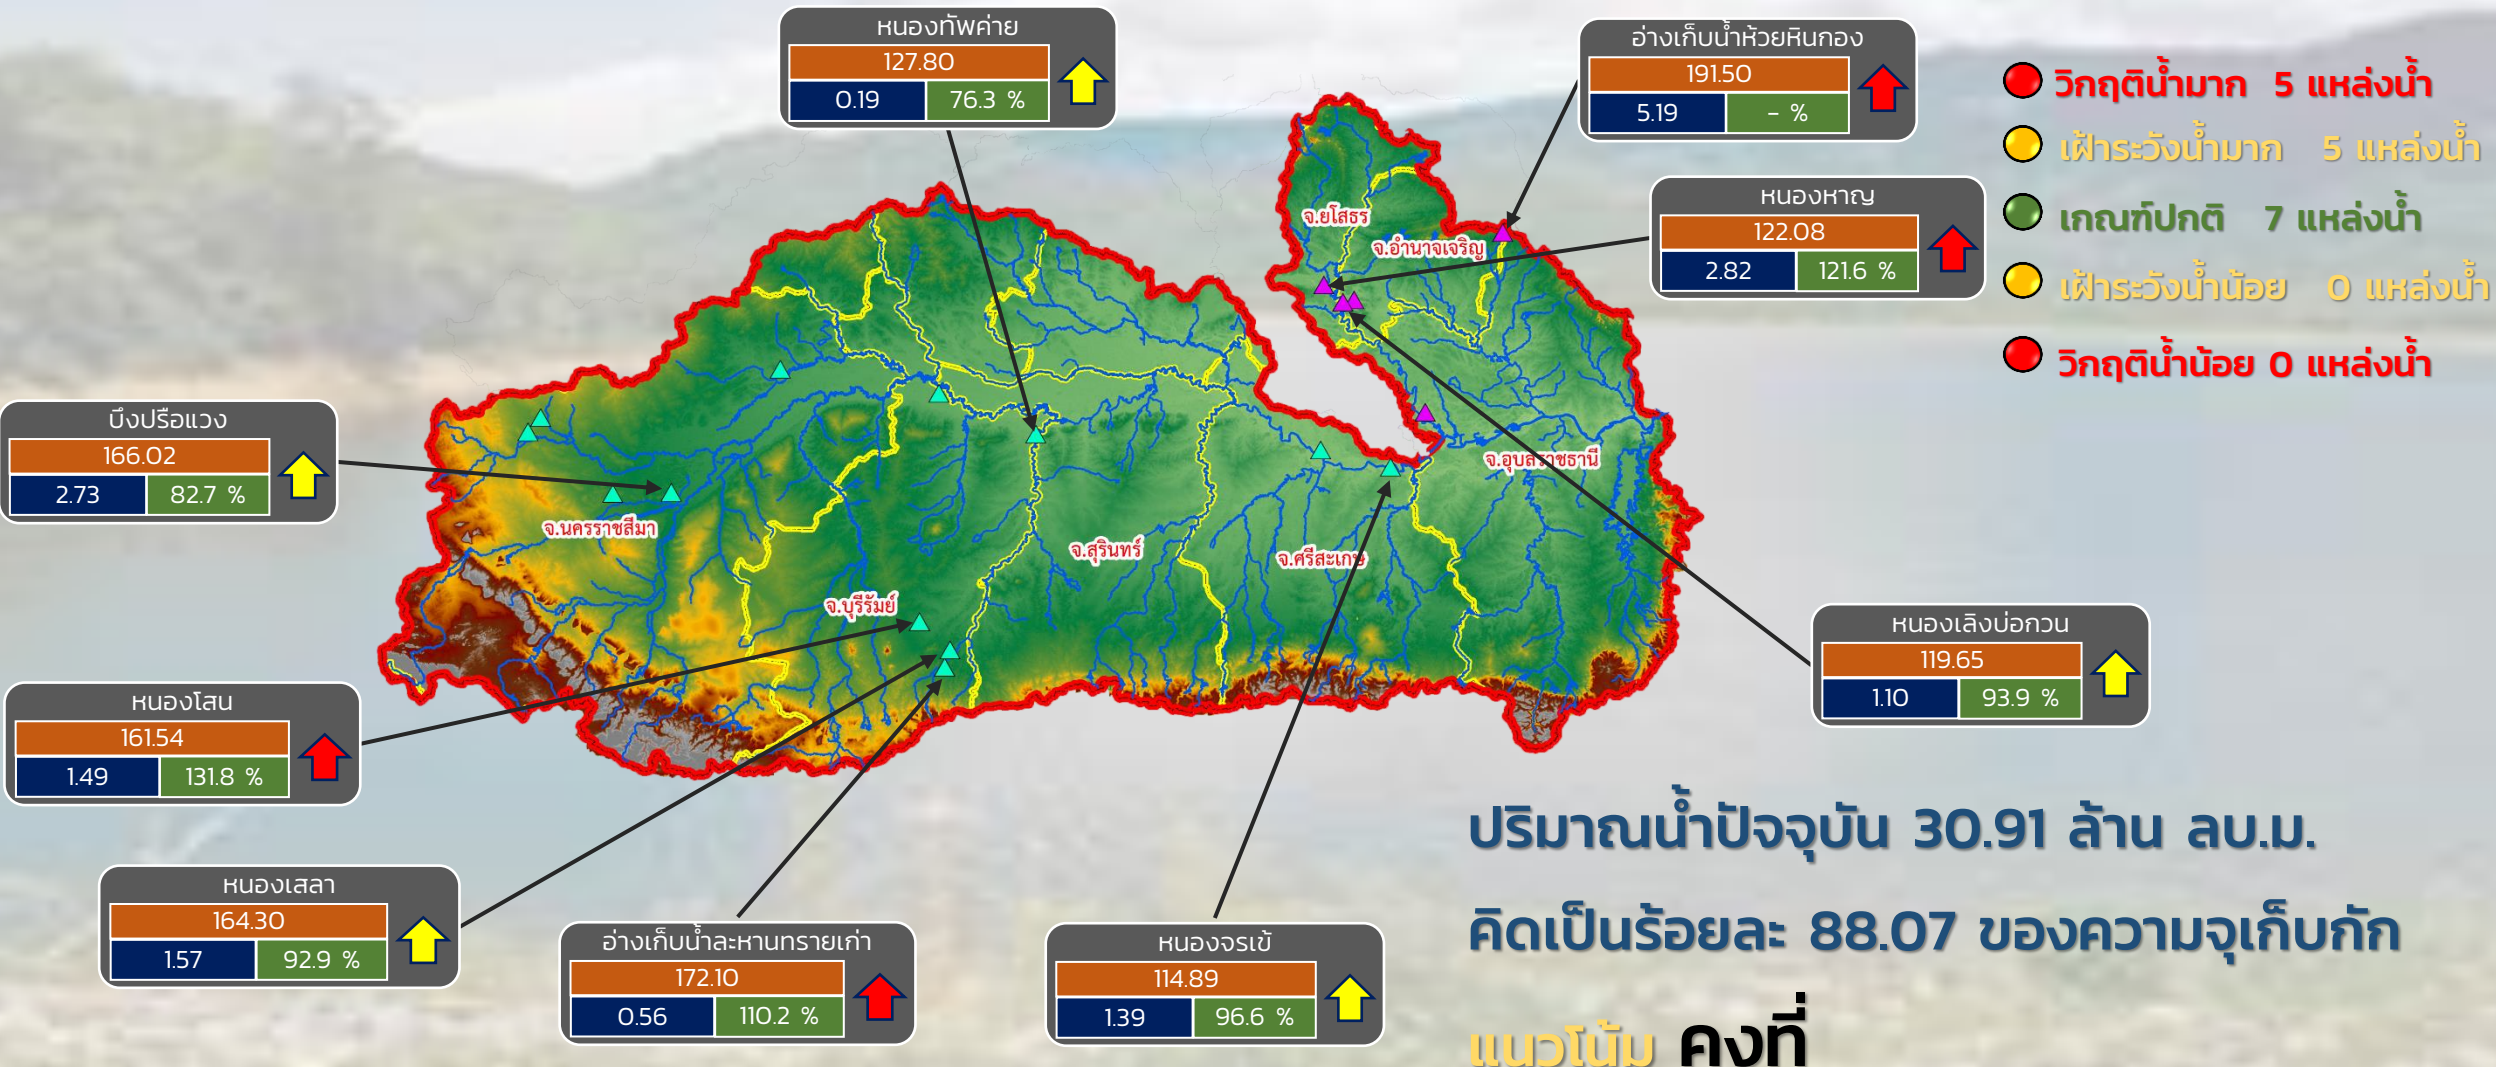 หนองทัพค่าย
127.80
0.19 76.3 %
อ่างเก็บน้ำห้วยหินกอง
191.50
5.19 - %
วิกฤติน้ำมาก 5 แหล่งน้ำ
เฝ้าระวังน้ำมาก 5 แหล่งน้ำ
เกณฑ์ปกติ 7 แหล่งน้ำ
เฝ้าระวังน้ำน้อย 0 แหล่งน้ำ
วิกฤติน้ำน้อย 0 แหล่งน้ำ
หนองหาญ
122.08
2.82 121.6 %
จ.ยโสธร
จ.อำนาจเจริญ
บึงปรือแวง
166.02
2.73 82.7 %
จ.นครราชสีมา
จ.บุรีรัมย์
จ.สุรินทร์
จ.ศรีสะเกษ
จ.อุบลราชธานี
หนองเลิงบ่อกวน
119.65
1.10 93.9 %
หนองโสน
161.54
1.49 131.8 %
หนองเสลา
164.30
1.57 92.9 %
อ่างเก็บน้ำละหานทรายเก่า
172.10
0.56 110.2 %
หนองจรเข้
114.89
1.39 96.6 %
ปริมาณน้ำปัจจุบัน 30.91 ล้าน ลบ.ม.
คิดเป็นร้อยละ 88.07 ของความจุเก็บกัก
แนวโน้ม คงที่